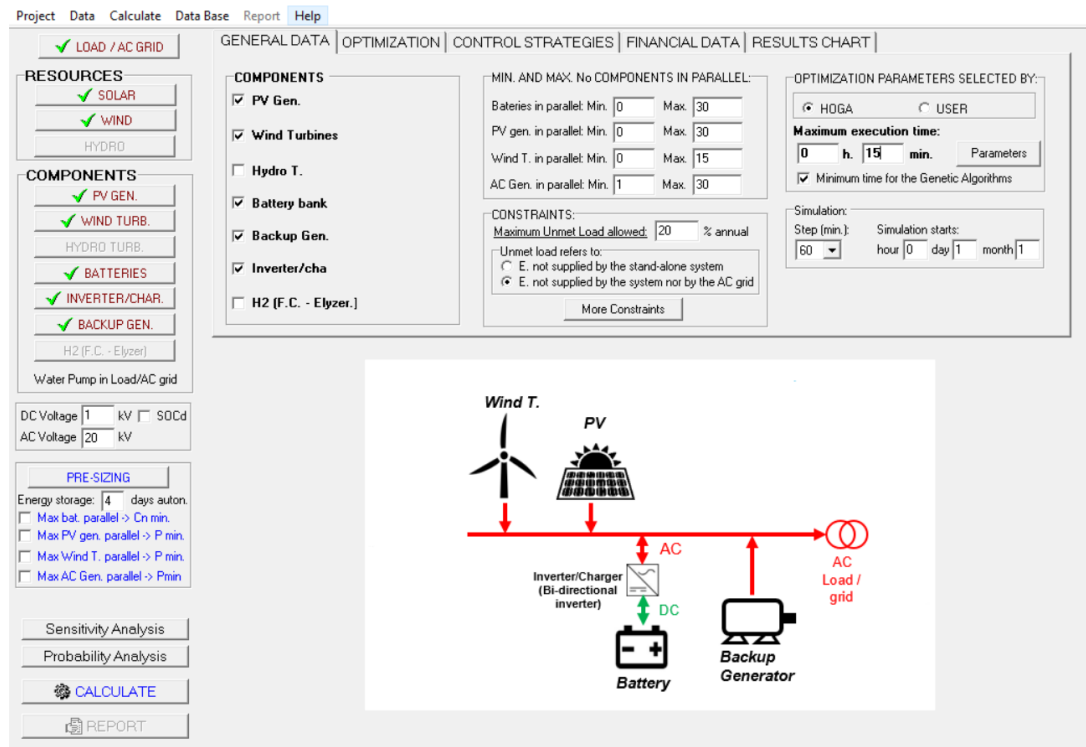 Project Data Calculate Data Base Report Help
LOAD / AC GRID
RESOURCES
SOLAR
WIND
HYDRO
COMPONENTS
PV GEN.
WIND TURB.
HYDRO TURB.
BATTERIES
INVERTER/CHAR.
BACKUP GEN.
H2 (F.C. - Elyzer)
Water Pump in Load/AC grid
DC Voltage 1 kV SOCd
AC Voltage 20 kV
PRE-SIZING
Energy storage: 4 days auton.
Max bat. parallel -> Cn min.
Max PV gen. parallel -> P min.
Max Wind T. parallel -> P min.
Max AC Gen. parallel -> Pmin
Sensitivity Analysis
Probability Analysis
CALCULATE
REPORT
GENERAL DATA OPTIMIZATION CONTROL STRATEGIES FINANCIAL DATA RESULTS CHART
COMPONENTS
PV Gen.
Wind Turbines
Hydro T.
Battery bank
Backup Gen.
Inverter/cha
H2 (F.C. - Elyzer.]
MIN. AND MAX. No COMPONENTS IN PARALLEL:
Bateries in parallel: Min. 0 Max. 30
PV gen. in parallel: Min. 0 Max. 30
Wind T. in parallel: Min. 0 Max. 15
AC Gen. in parallel: Min. 1 Max. 30
CONSTRAINTS:
Maximum Unmet Load allowed: 20 % annual
Unmet load refers to:
E. not supplied by the stand-alone system
E. not supplied by the system nor by the AC grid
More Constraints
OPTIMIZATION PARAMETERS SELECTED BY:
HOGA USER
Maximum execution time:
0 h. 15 min. Parameters
Minimum time for the Genetic Algorithms
Simulation:
Step (min.): Simulation starts:
60 hour 0 day 1 month 1
Wind T.
PV
AC
Inverter/Charger
(Bi-directional
inverter)
DC
Battery
Backup
Generator
AC
Load /
grid